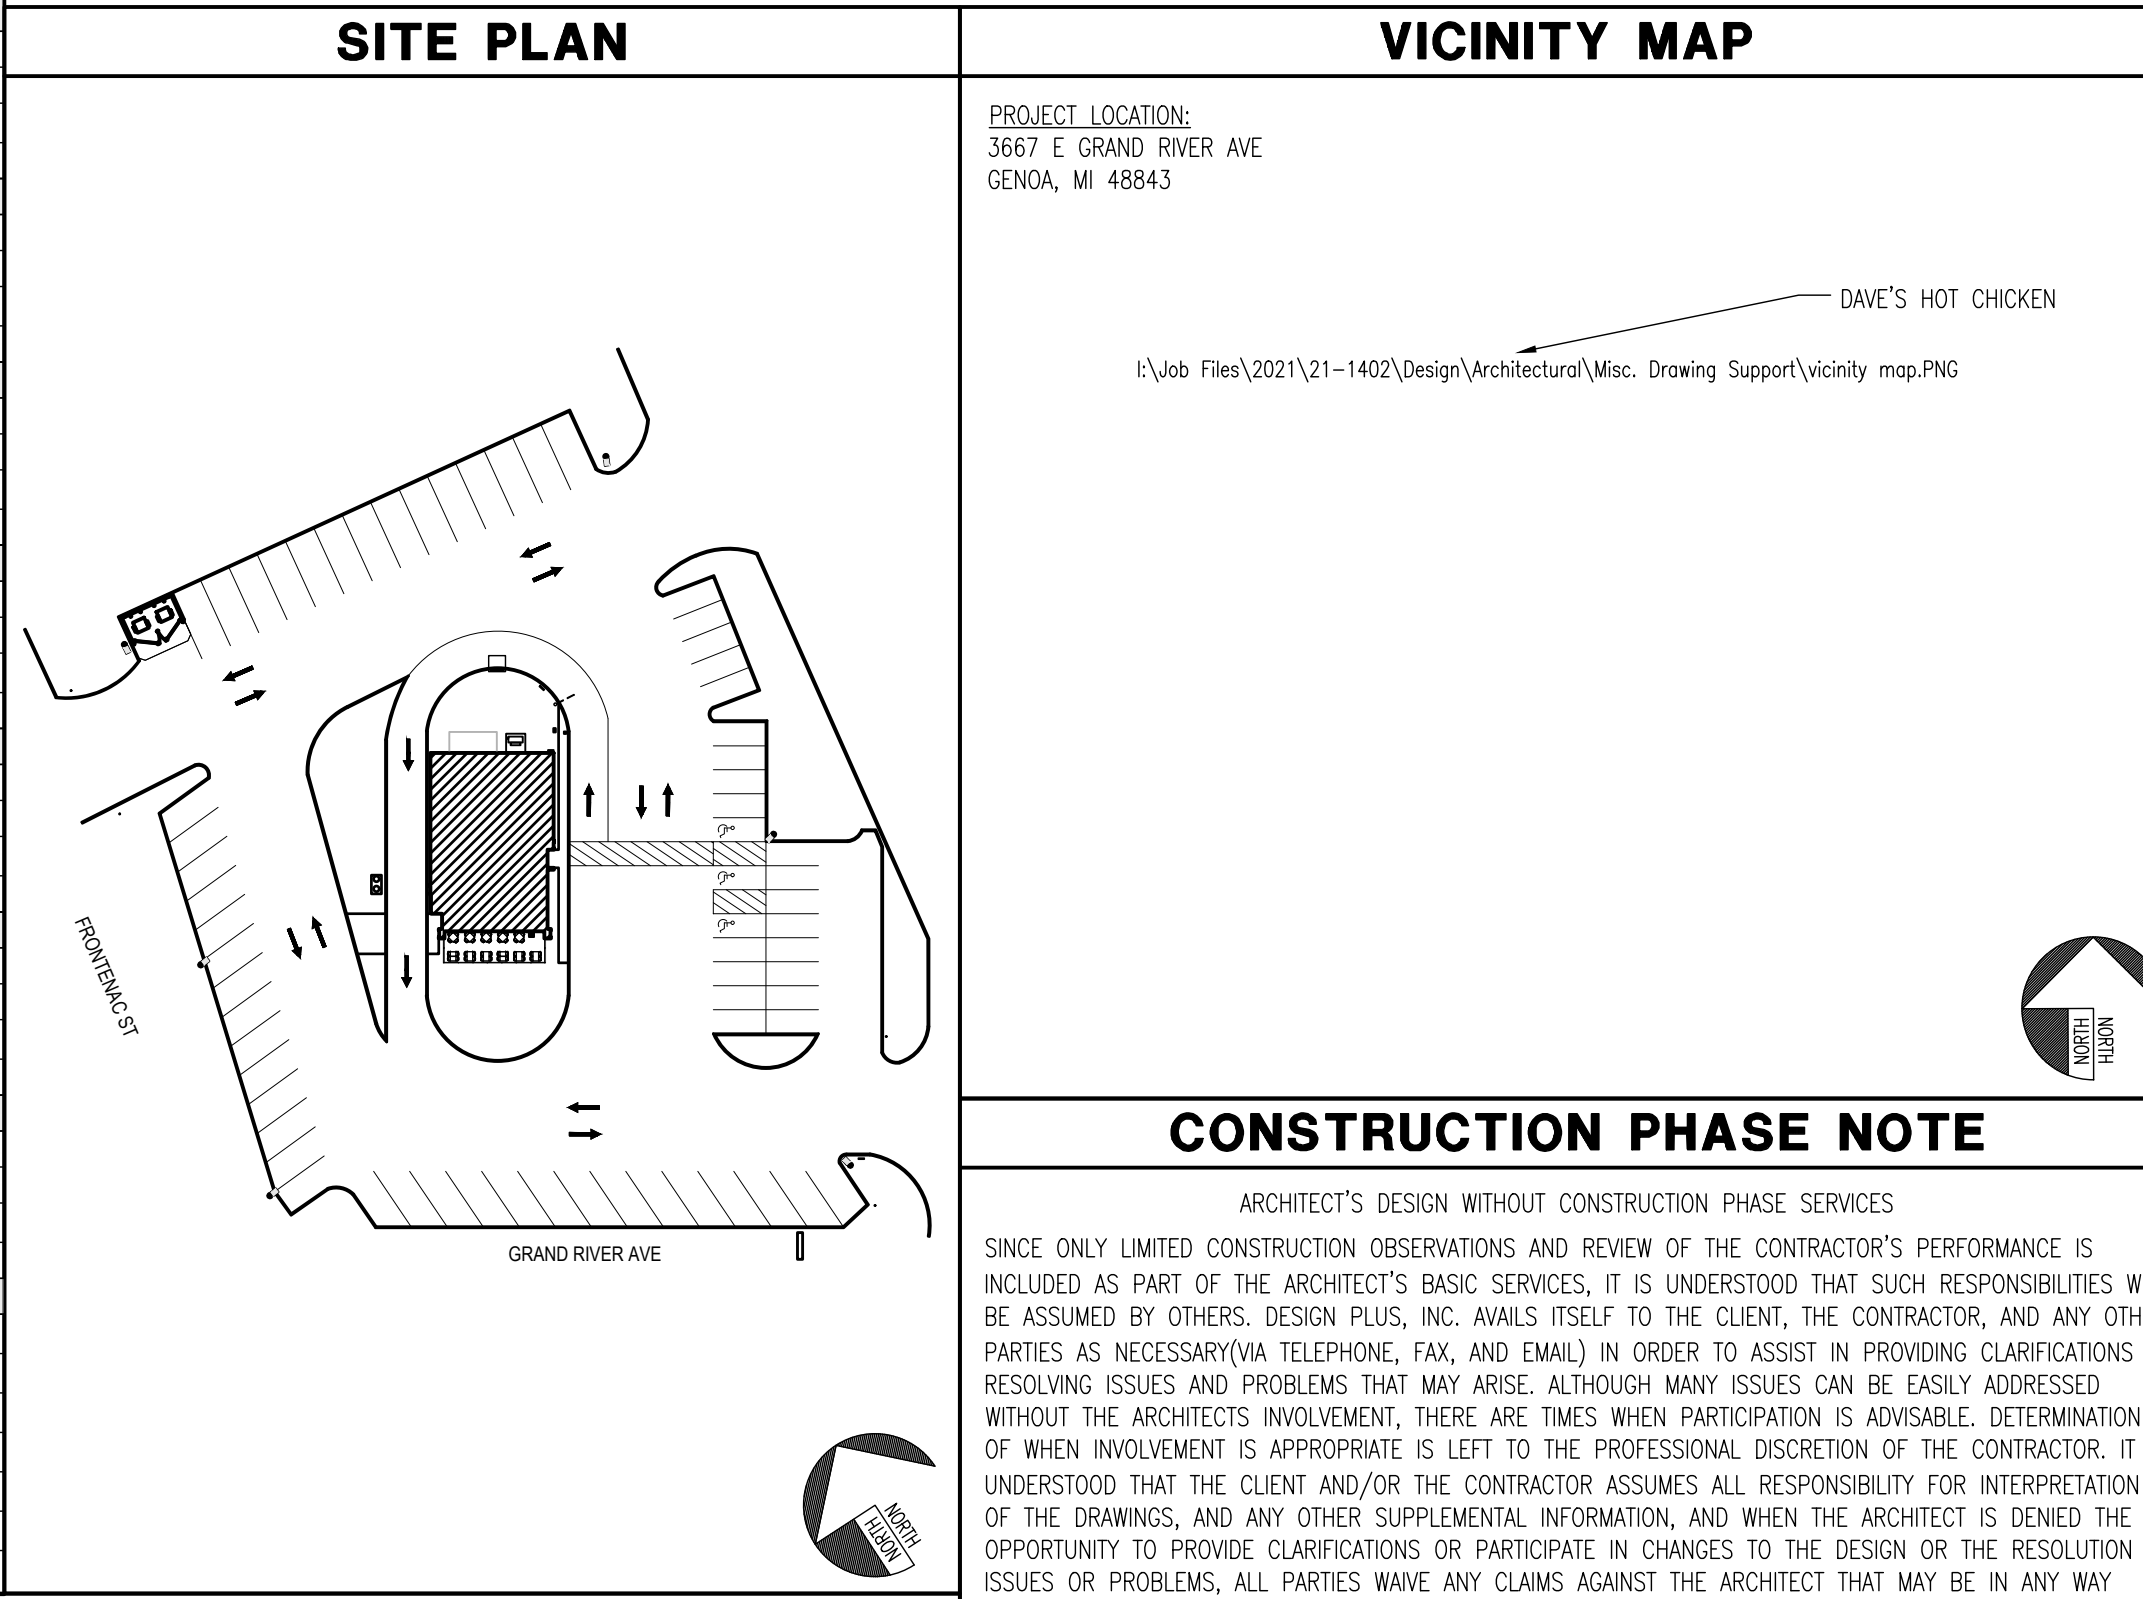 SITE PLAN
FRONTENAC ST
GRAND RIVER AVE
NORTH
NORTH
VICINITY MAP
PROJECT LOCATION:
3667 E GRAND RIVER AVE
GENOA, MI 48843
DAVE'S HOT CHICKEN
I:\Job Files\2021\21-1402\Design\Architectural\Misc. Drawing Support\vicinity map.PNG
NORTH
NORTH
CONSTRUCTION PHASE NOTE
ARCHITECT'S DESIGN WITHOUT CONSTRUCTION PHASE SERVICES
SINCE ONLY LIMITED CONSTRUCTION OBSERVATIONS AND REVIEW OF THE CONTRACTOR'S PERFORMANCE IS
INCLUDED AS PART OF THE ARCHITECT'S BASIC SERVICES, IT IS UNDERSTOOD THAT SUCH RESPONSIBILITIES W
BE ASSUMED BY OTHERS. DESIGN PLUS, INC. AVAILS ITSELF TO THE CLIENT, THE CONTRACTOR, AND ANY OTH
PARTIES AS NECESSARY(VIA TELEPHONE, FAX, AND EMAIL) IN ORDER TO ASSIST IN PROVIDING CLARIFICATIONS
RESOLVING ISSUES AND PROBLEMS THAT MAY ARISE. ALTHOUGH MANY ISSUES CAN BE EASILY ADDRESSED
WITHOUT THE ARCHITECTS INVOLVEMENT, THERE ARE TIMES WHEN PARTICIPATION IS ADVISABLE. DETERMINATION
OF WHEN INVOLVEMENT IS APPROPRIATE IS LEFT TO THE PROFESSIONAL DISCRETION OF THE CONTRACTOR. IT
UNDERSTOOD THAT THE CLIENT AND/OR THE CONTRACTOR ASSUMES ALL RESPONSIBILITY FOR INTERPRETATION
OF THE DRAWINGS, AND ANY OTHER SUPPLEMENTAL INFORMATION, AND WHEN THE ARCHITECT IS DENIED THE
OPPORTUNITY TO PROVIDE CLARIFICATIONS OR PARTICIPATE IN CHANGES TO THE DESIGN OR THE RESOLUTION
ISSUES OR PROBLEMS, ALL PARTIES WAIVE ANY CLAIMS AGAINST THE ARCHITECT THAT MAY BE IN ANY WAY